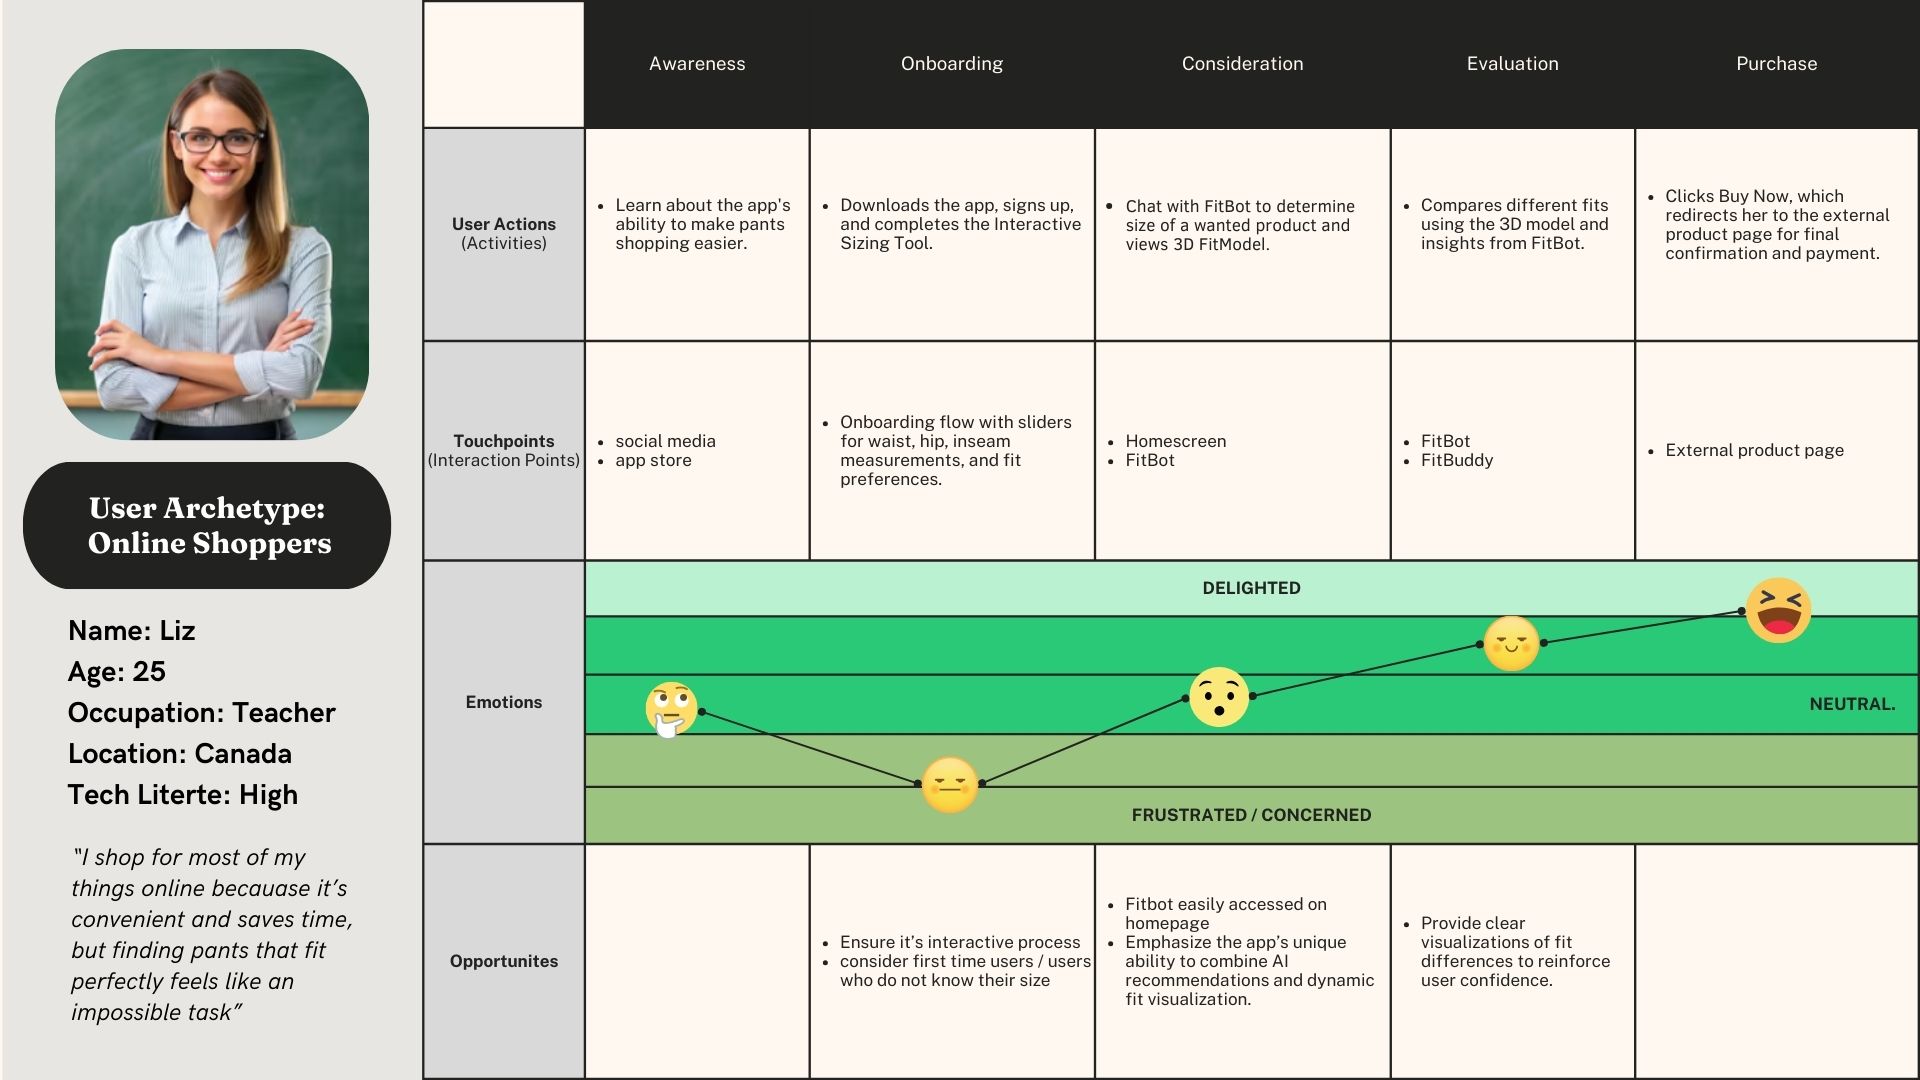 User Archetype:
Online Shoppers
Name: Liz
Age: 25
Occupation: Teacher
Location: Canada
Tech Literte: High
“I shop for most of my
things online becauase it’s
convenient and saves time,
but finding pants that fit
perfectly feels like an
impossible task”
Awareness
Onboarding
Consideration
Evaluation
Purchase
User Actions
(Activities)
• Learn about the app's
ability to make pants
shopping easier.
• Downloads the app, signs up,
and completes the Interactive
Sizing Tool.
• Chat with FitBot to determine
size of a wanted product and
views 3D FitModel.
• Compares different fits
using the 3D model and
insights from FitBot.
• Clicks Buy Now, which
redirects her to the external
product page for final
confirmation and payment.
Touchpoints
(Interaction Points)
• social media
• app store
• Onboarding flow with sliders
for waist, hip, inseam
measurements, and fit
preferences.
• Homescreen
• FitBot
• FitBot
• FitBuddy
• External product page
Emotions
DELIGHTED
NEUTRAL.
FRUSTRATED / CONCERNED
Opportunites
• Ensure it’s interactive process
• consider first time users / users
who do not know their size
• Fitbot easily accessed on
homepage
• Emphasize the app’s unique
ability to combine AI
recommendations and dynamic
fit visualization.
• Provide clear
visualizations of fit
differences to reinforce
user confidence.